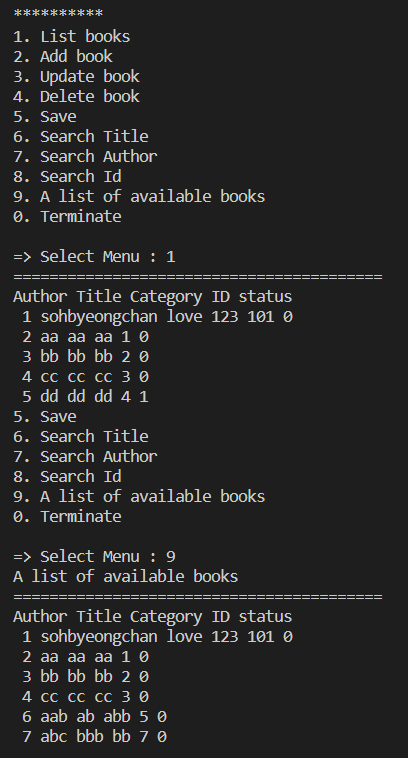 **********
1. List books
2. Add book
3. Update book
4. Delete book
5. Save
6. Search Title
7. Search Author
8. Search Id
9. A list of available books
0. Terminate
=> Select Menu : 1
=========================================
Author Title Category ID status
1 sohbyeongchan love 123 101 0
2 aa aa aa 1 0
3 bb bb bb 2 0
4 cc cc cc 3 0
5 dd dd dd 4 1
5. Save
6. Search Title
7. Search Author
8. Search Id
9. A list of available books
0. Terminate
=> Select Menu : 9
A list of available books
=========================================
Author Title Category ID status
1 sohbyeongchan love 123 101 0
2 aa aa aa 1 0
3 bb bb bb 2 0
4 cc cc cc 3 0
6 aab ab abb 5 0
7 abc bbb bb 7 0